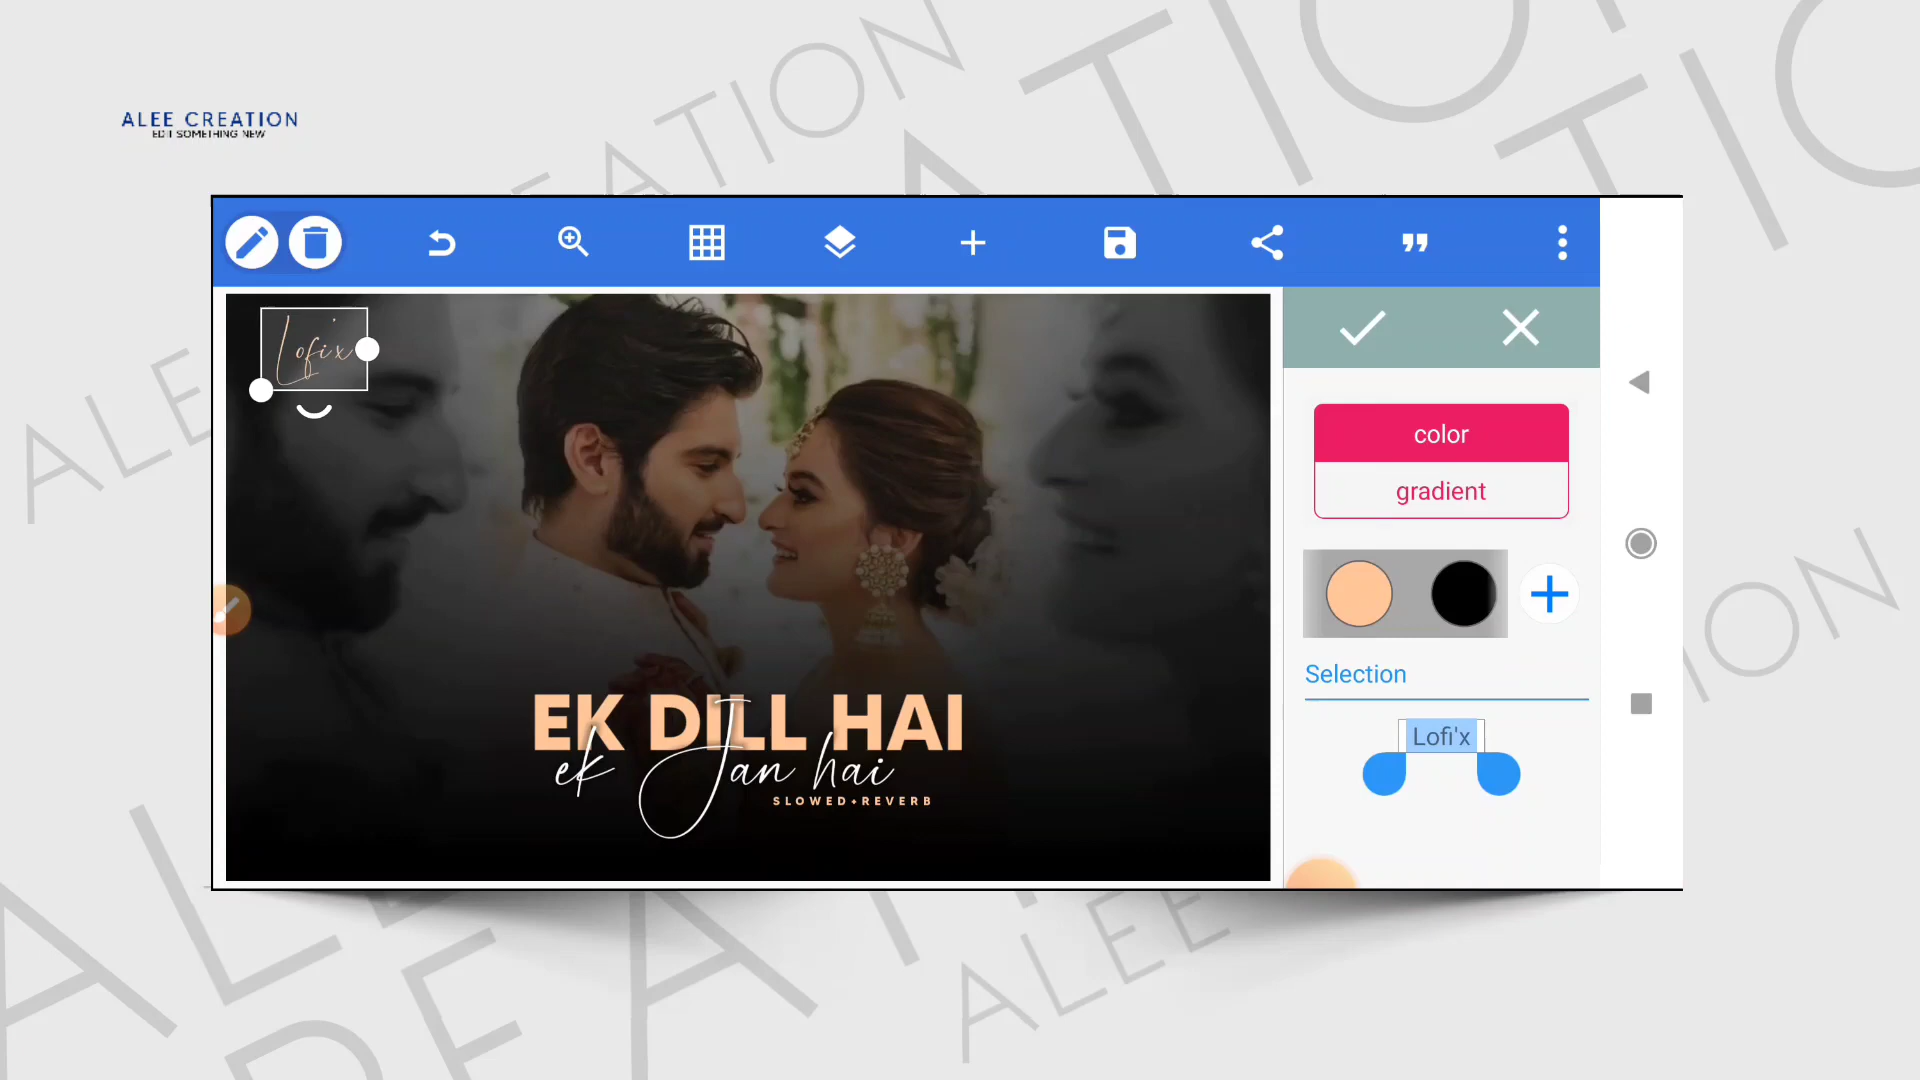 ALEE CREATION
EDIT SOMETHING NEW
Lofi'x
color
gradient
Selection
Lofi'x
EK DILL HAI
ek Jan hai
SLOWED+REVERB